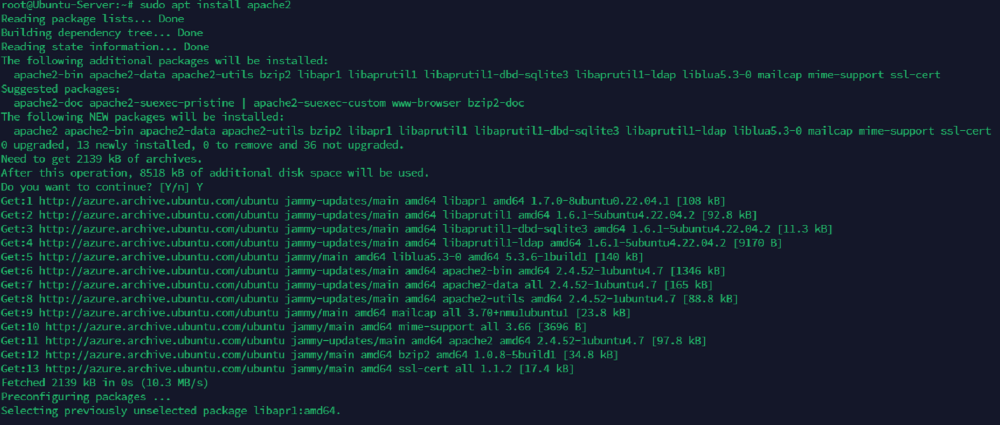 root@Ubuntu-Server:~# sudo apt install apache2
Reading package lists... Done
Building dependency tree... Done
Reading state information... Done
The following additional packages will be installed:
  apache2-bin apache2-data apache2-utils bzip2 libapr1 libaprutil1 libaprutil1-dbd-sqlite3 libaprutil1-ldap liblua5.3-0 mailcap mime-support ssl-cert
Suggested packages:
  apache2-doc apache2-suexec-pristine | apache2-suexec-custom www-browser bzip2-doc
The following NEW packages will be installed:
  apache2 apache2-bin apache2-data apache2-utils bzip2 libapr1 libaprutil1 libaprutil1-dbd-sqlite3 libaprutil1-ldap liblua5.3-0 mailcap mime-support ssl-cert
0 upgraded, 13 newly installed, 0 to remove and 36 not upgraded.
Need to get 2139 kB of archives.
After this operation, 8518 kB of additional disk space will be used.
Do you want to continue? [Y/n] Y
Get:1 http://azure.archive.ubuntu.com/ubuntu jammy-updates/main amd64 libapr1 amd64 1.7.0-8ubuntu0.22.04.1 [108 kB]
Get:2 http://azure.archive.ubuntu.com/ubuntu jammy-updates/main amd64 libaprutil1 amd64 1.6.1-5ubuntu4.22.04.2 [92.8 kB]
Get:3 http://azure.archive.ubuntu.com/ubuntu jammy-updates/main amd64 libaprutil1-dbd-sqlite3 amd64 1.6.1-5ubuntu4.22.04.2 [11.3 kB]
Get:4 http://azure.archive.ubuntu.com/ubuntu jammy-updates/main amd64 libaprutil1-ldap amd64 1.6.1-5ubuntu4.22.04.2 [9170 B]
Get:5 http://azure.archive.ubuntu.com/ubuntu jammy/main amd64 liblua5.3-0 amd64 5.3.6-1build1 [140 kB]
Get:6 http://azure.archive.ubuntu.com/ubuntu jammy-updates/main amd64 apache2-bin amd64 2.4.52-1ubuntu4.7 [1346 kB]
Get:7 http://azure.archive.ubuntu.com/ubuntu jammy-updates/main amd64 apache2-data all 2.4.52-1ubuntu4.7 [165 kB]
Get:8 http://azure.archive.ubuntu.com/ubuntu jammy-updates/main amd64 apache2-utils amd64 2.4.52-1ubuntu4.7 [88.8 kB]
Get:9 http://azure.archive.ubuntu.com/ubuntu jammy/main amd64 mailcap all 3.70+nmu1ubuntu1 [23.8 kB]
Get:10 http://azure.archive.ubuntu.com/ubuntu jammy/main amd64 mime-support all 3.66 [3696 B]
Get:11 http://azure.archive.ubuntu.com/ubuntu jammy-updates/main amd64 apache2 amd64 2.4.52-1ubuntu4.7 [97.8 kB]
Get:12 http://azure.archive.ubuntu.com/ubuntu jammy/main amd64 bzip2 amd64 1.0.8-5build1 [34.8 kB]
Get:13 http://azure.archive.ubuntu.com/ubuntu jammy/main amd64 ssl-cert all 1.1.2 [17.4 kB]
Fetched 2139 kB in 0s (10.3 MB/s)
Preconfiguring packages ...
Selecting previously unselected package libapr1:amd64.